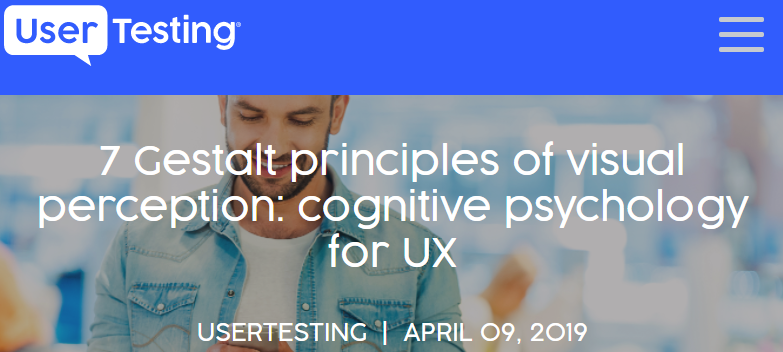 User Testing®
7 Gestalt principles of visual
perception: cognitive psychology
for UX
USERTESTING | APRIL 09, 2019